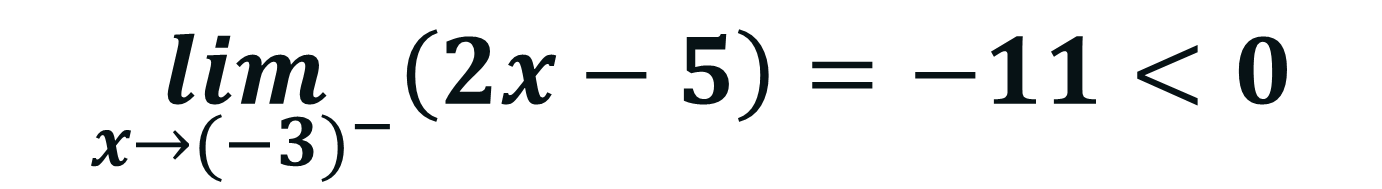 lim (2x − 5) = −11 < 0
x→(−3)⁻